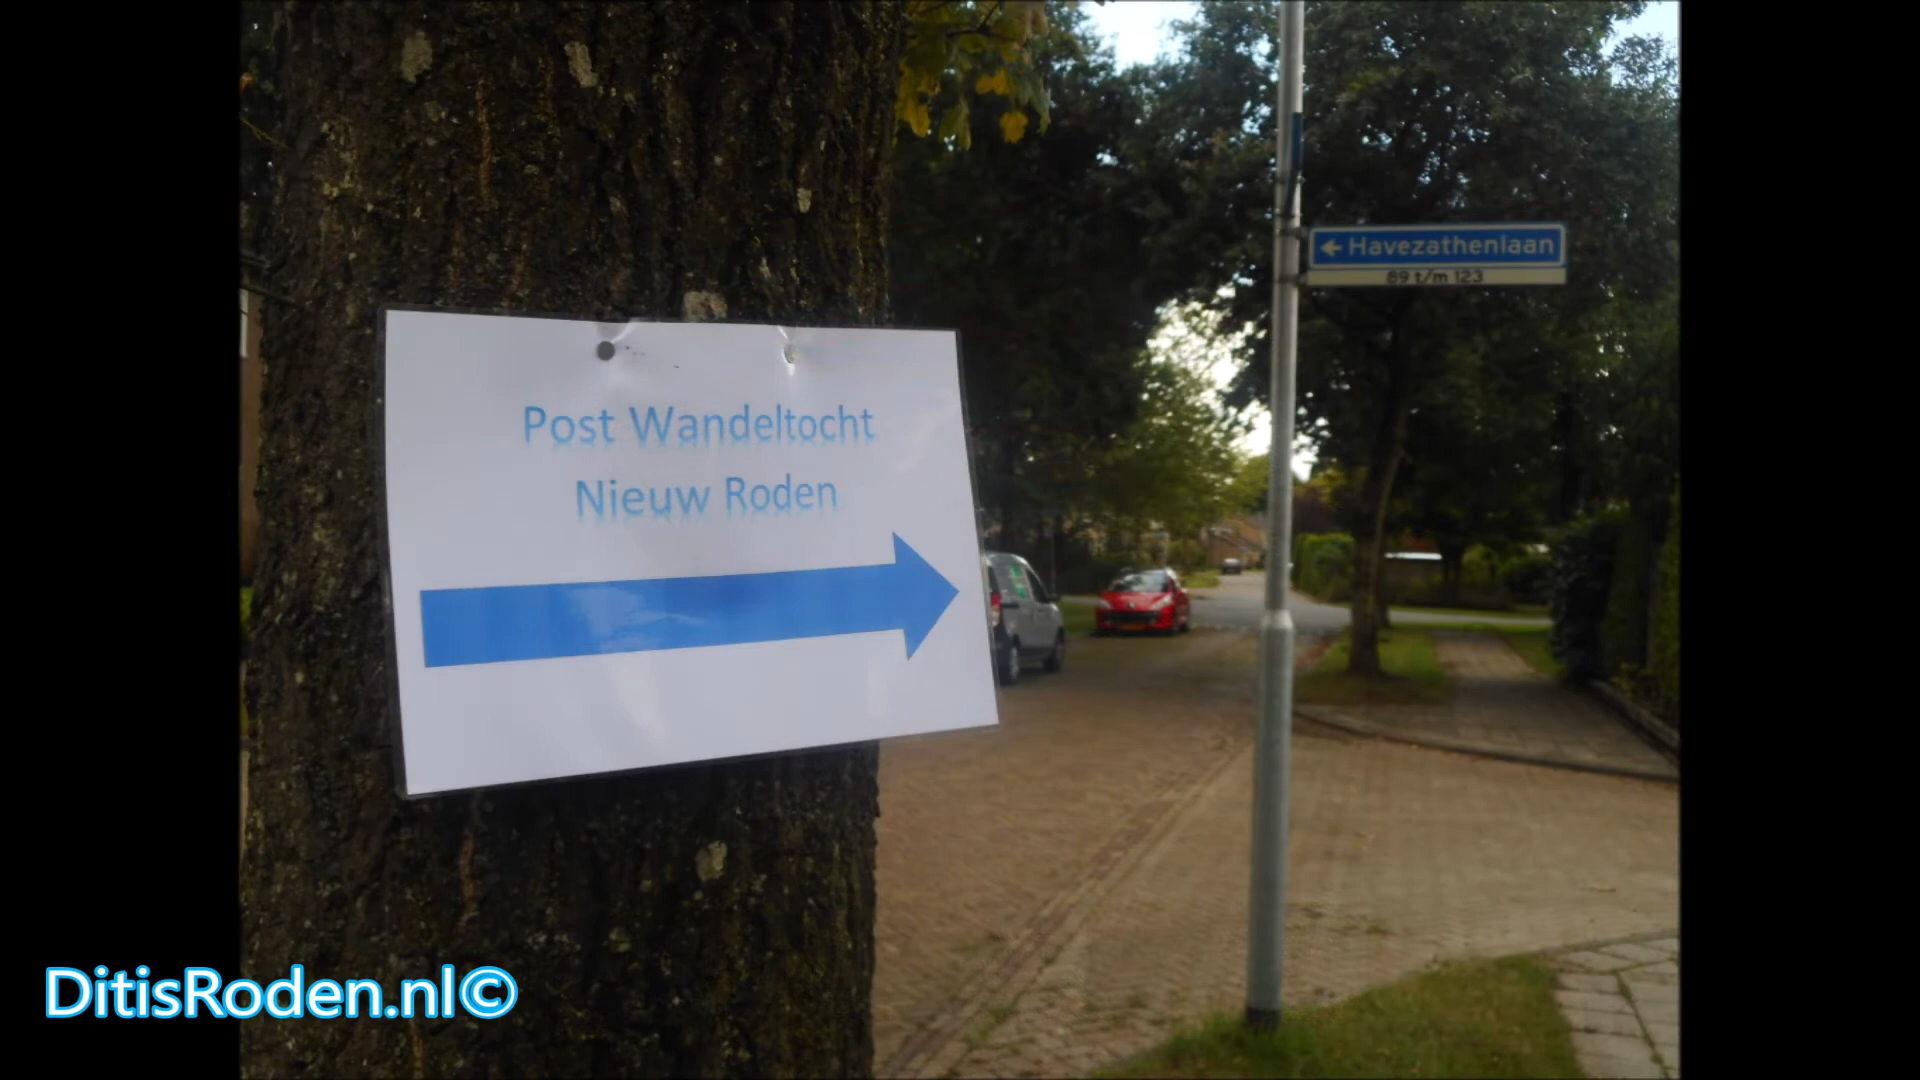 Post Wandeltocht
Nieuw Roden
← Havezathenlaan
89 t/m 123
DitisRoden.nl©